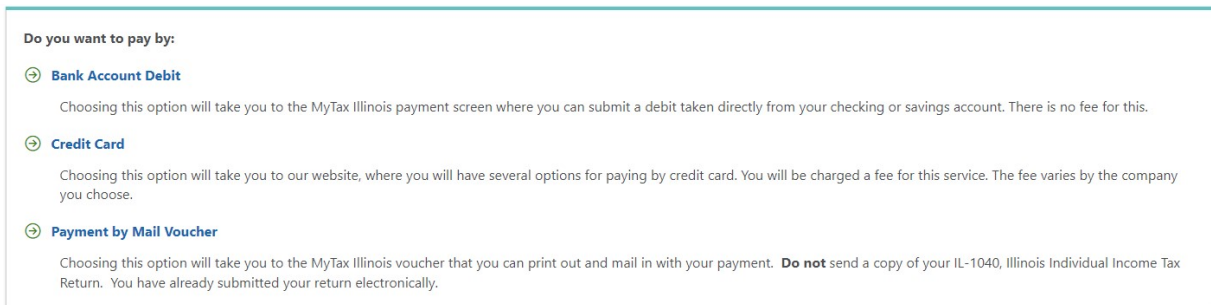 Do you want to pay by:
Bank Account Debit
Choosing this option will take you to the MyTax Illinois payment screen where you can submit a debit taken directly from your checking or savings account. There is no fee for this.
Credit Card
Choosing this option will take you to our website, where you will have several options for paying by credit card. You will be charged a fee for this service. The fee varies by the company
you choose.
Payment by Mail Voucher
Choosing this option will take you to the MyTax Illinois voucher that you can print out and mail in with your payment.  Do not send a copy of your IL-1040, Illinois Individual Income Tax
Return.  You have already submitted your return electronically.